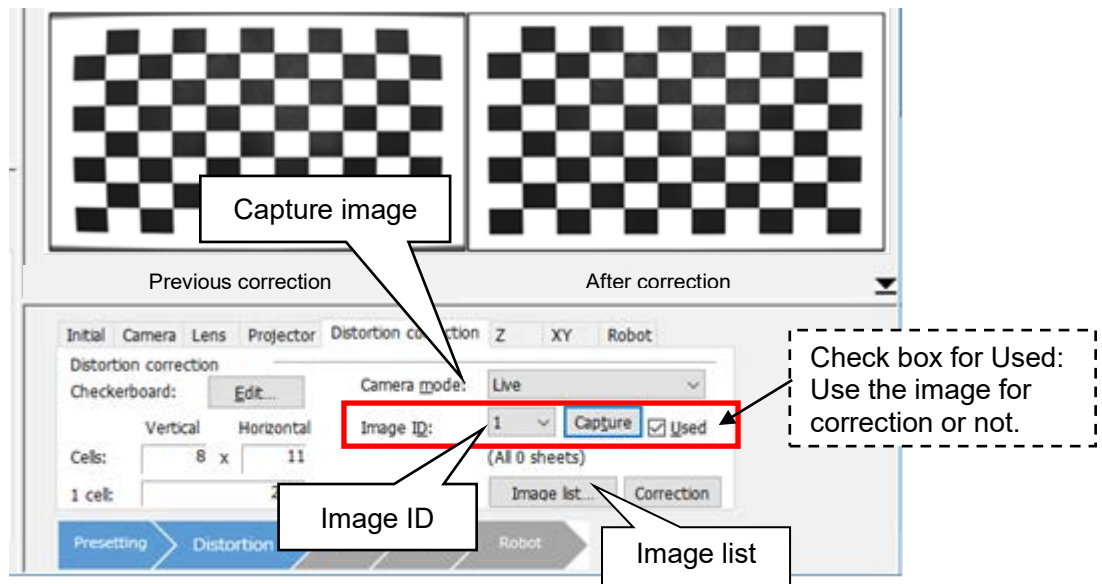 Capture image
Previous correction
After correction
Initial Camera Lens Projector Distortion correction Z XY Robot
Distortion correction
Checkerboard: Edit...
Camera mode: Live
Image ID: 1 Capture Used
Vertical Horizontal
Cells: 8 x 11
(All 0 sheets)
1 cell: 2
Image list... Correction
Check box for Used:
Use the image for
correction or not.
Image ID
Image list
Presetting Distortion Robot